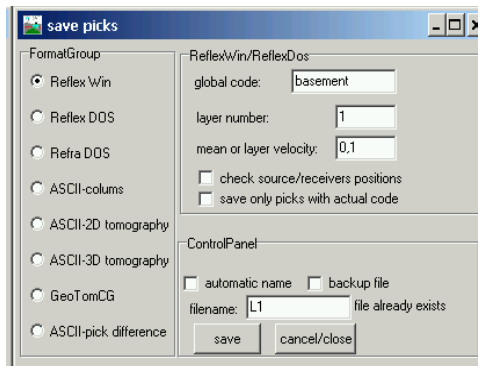 save picks
FormatGroup
Reflex Win
Reflex DOS
Refra DOS
ASCII-colums
ASCII-2D tomography
ASCII-3D tomography
GeoTomCG
ASCII-pick difference
ReflexWin/ReflexDos
global code: basement
layer number: 1
mean or layer velocity: 0,1
check source/receivers positions
save only picks with actual code
ControlPanel
automatic name backup file
filename: L1 file already exists
save cancel/close